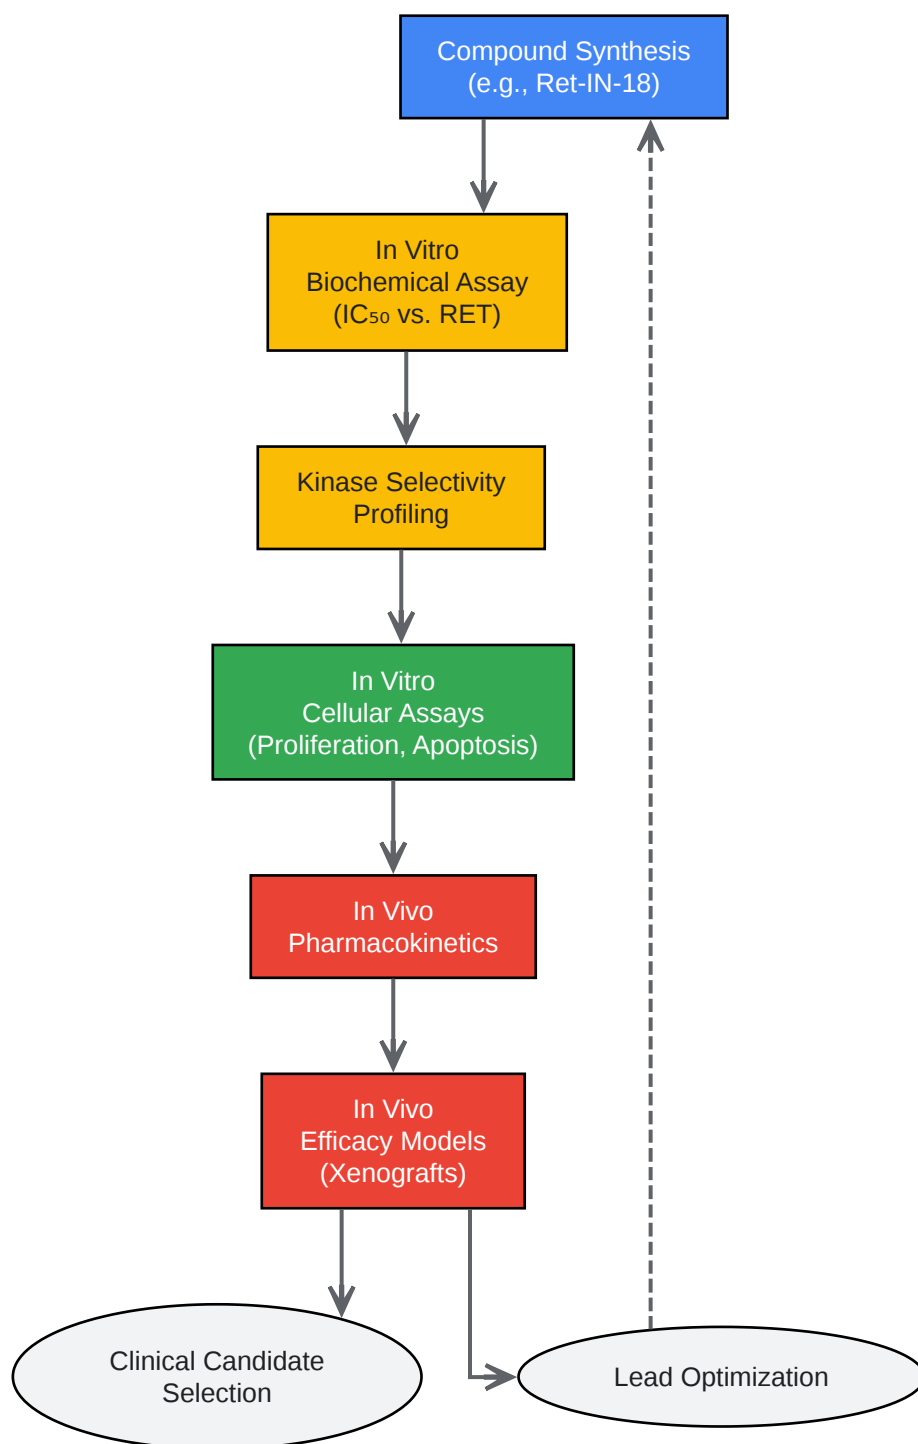 Compound Synthesis
(e.g., Ret-IN-18)
In Vitro
Biochemical Assay
(IC₅₀ vs. RET)
Kinase Selectivity
Profiling
In Vitro
Cellular Assays
(Proliferation, Apoptosis)
In Vivo
Pharmacokinetics
In Vivo
Efficacy Models
(Xenografts)
Clinical Candidate
Selection
Lead Optimization